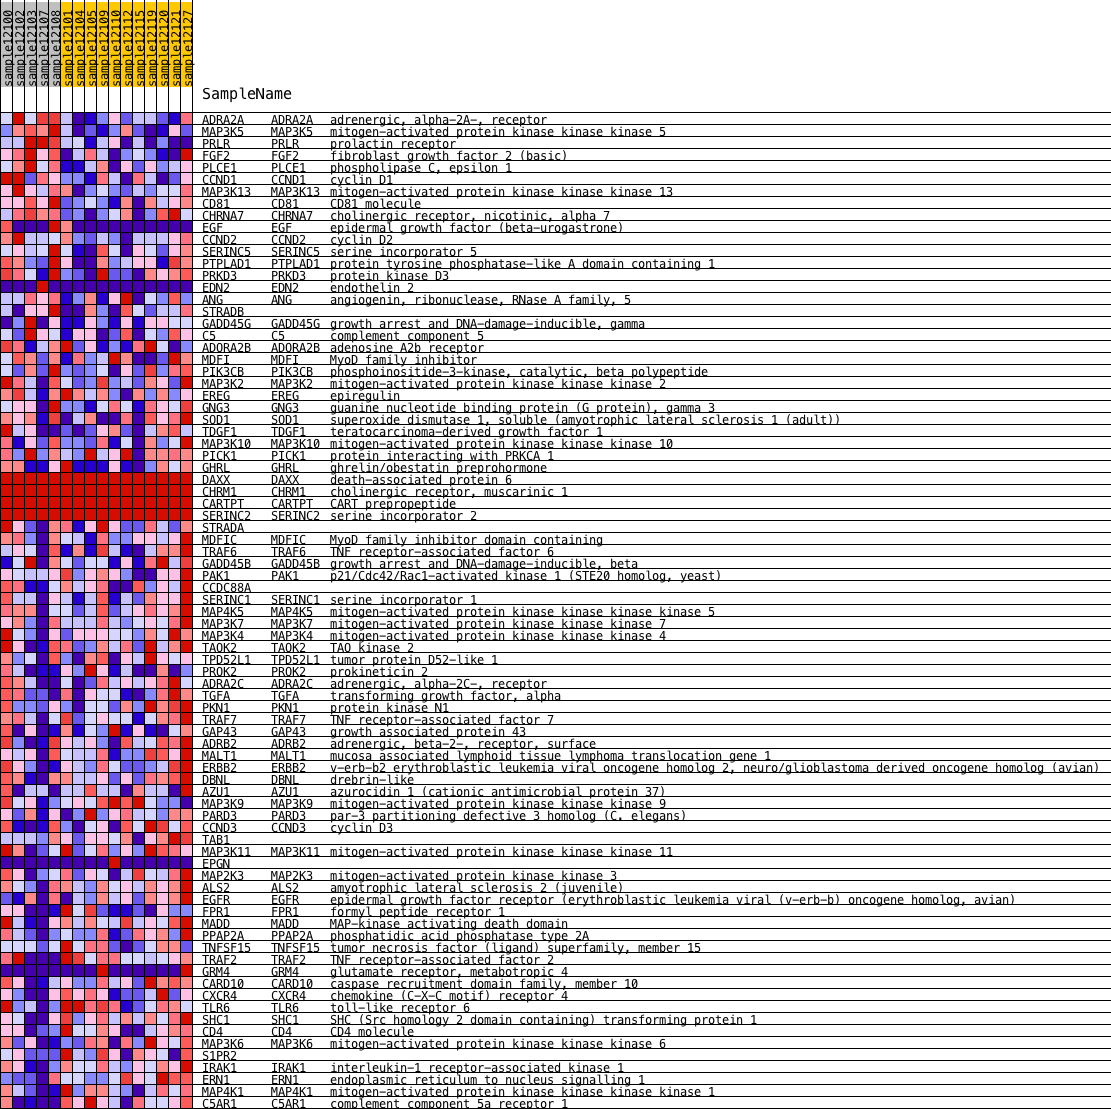 sample12100
sample12102
sample12103
sample12107
sample12108
sample12101
sample12104
sample12105
sample12109
sample12110
sample12112
sample12115
sample12119
sample12120
sample12121
sample12127
SampleName
ADRA2A ADRA2A adrenergic, alpha-2A-, receptor
MAP3K5 MAP3K5 mitogen-activated protein kinase kinase kinase 5
PRLR PRLR prolactin receptor
FGF2 FGF2 fibroblast growth factor 2 (basic)
PLCE1 PLCE1 phospholipase C, epsilon 1
CCND1 CCND1 cyclin D1
MAP3K13 MAP3K13 mitogen-activated protein kinase kinase kinase 13
CD81 CD81 CD81 molecule
CHRNA7 CHRNA7 cholinergic receptor, nicotinic, alpha 7
EGF EGF epidermal growth factor (beta-urogastrone)
CCND2 CCND2 cyclin D2
SERINC5 SERINC5 serine incorporator 5
PTPLAD1 PTPLAD1 protein tyrosine phosphatase-like A domain containing 1
PRKD3 PRKD3 protein kinase D3
EDN2 EDN2 endothelin 2
ANG ANG angiogenin, ribonuclease, RNase A family, 5
STRADB
GADD45G GADD45G growth arrest and DNA-damage-inducible, gamma
C5 C5 complement component 5
ADORA2B ADORA2B adenosine A2b receptor
MDFI MDFI MyoD family inhibitor
PIK3CB PIK3CB phosphoinositide-3-kinase, catalytic, beta polypeptide
MAP3K2 MAP3K2 mitogen-activated protein kinase kinase kinase 2
EREG EREG epiregulin
GNG3 GNG3 guanine nucleotide binding protein (G protein), gamma 3
SOD1 SOD1 superoxide dismutase 1, soluble (amyotrophic lateral sclerosis 1 (adult))
TDGF1 TDGF1 teratocarcinoma-derived growth factor 1
MAP3K10 MAP3K10 mitogen-activated protein kinase kinase kinase 10
PICK1 PICK1 protein interacting with PRKCA 1
GHRL GHRL ghrelin/obestatin preprohormone
DAXX DAXX death-associated protein 6
CHRM1 CHRM1 cholinergic receptor, muscarinic 1
CARTPT CARTPT CART prepropeptide
SERINC2 SERINC2 serine incorporator 2
STRADA
MDFIC MDFIC MyoD family inhibitor domain containing
TRAF6 TRAF6 TNF receptor-associated factor 6
GADD45B GADD45B growth arrest and DNA-damage-inducible, beta
PAK1 PAK1 p21/Cdc42/Rac1-activated kinase 1 (STE20 homolog, yeast)
CCDC88A
SERINC1 SERINC1 serine incorporator 1
MAP4K5 MAP4K5 mitogen-activated protein kinase kinase kinase kinase 5
MAP3K7 MAP3K7 mitogen-activated protein kinase kinase kinase 7
MAP3K4 MAP3K4 mitogen-activated protein kinase kinase kinase 4
TAOK2 TAOK2 TAO kinase 2
TPD52L1 TPD52L1 tumor protein D52-like 1
PROK2 PROK2 prokineticin 2
ADRA2C ADRA2C adrenergic, alpha-2C-, receptor
TGFA TGFA transforming growth factor, alpha
PKN1 PKN1 protein kinase N1
TRAF7 TRAF7 TNF receptor-associated factor 7
GAP43 GAP43 growth associated protein 43
ADRB2 ADRB2 adrenergic, beta-2-, receptor, surface
MALT1 MALT1 mucosa associated lymphoid tissue lymphoma translocation gene 1
ERBB2 ERBB2 v-erb-b2 erythroblastic leukemia viral oncogene homolog 2, neuro/glioblastoma derived oncogene homolog (avian)
DBNL DBNL drebrin-like
AZU1 AZU1 azurocidin 1 (cationic antimicrobial protein 37)
MAP3K9 MAP3K9 mitogen-activated protein kinase kinase kinase 9
PARD3 PARD3 par-3 partitioning defective 3 homolog (C. elegans)
CCND3 CCND3 cyclin D3
TAB1
MAP3K11 MAP3K11 mitogen-activated protein kinase kinase kinase 11
EPGN
MAP2K3 MAP2K3 mitogen-activated protein kinase kinase 3
ALS2 ALS2 amyotrophic lateral sclerosis 2 (juvenile)
EGFR EGFR epidermal growth factor receptor (erythroblastic leukemia viral (v-erb-b) oncogene homolog, avian)
FPR1 FPR1 formyl peptide receptor 1
MADD MADD MAP-kinase activating death domain
PPAP2A PPAP2A phosphatidic acid phosphatase type 2A
TNFSF15 TNFSF15 tumor necrosis factor (ligand) superfamily, member 15
TRAF2 TRAF2 TNF receptor-associated factor 2
GRM4 GRM4 glutamate receptor, metabotropic 4
CARD10 CARD10 caspase recruitment domain family, member 10
CXCR4 CXCR4 chemokine (C-X-C motif) receptor 4
TLR6 TLR6 toll-like receptor 6
SHC1 SHC1 SHC (Src homology 2 domain containing) transforming protein 1
CD4 CD4 CD4 molecule
MAP3K6 MAP3K6 mitogen-activated protein kinase kinase kinase 6
S1PR2
IRAK1 IRAK1 interleukin-1 receptor-associated kinase 1
ERN1 ERN1 endoplasmic reticulum to nucleus signalling 1
MAP4K1 MAP4K1 mitogen-activated protein kinase kinase kinase kinase 1
C5AR1 C5AR1 complement component 5a receptor 1